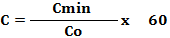 Cmin
C = ──── x 60
Co